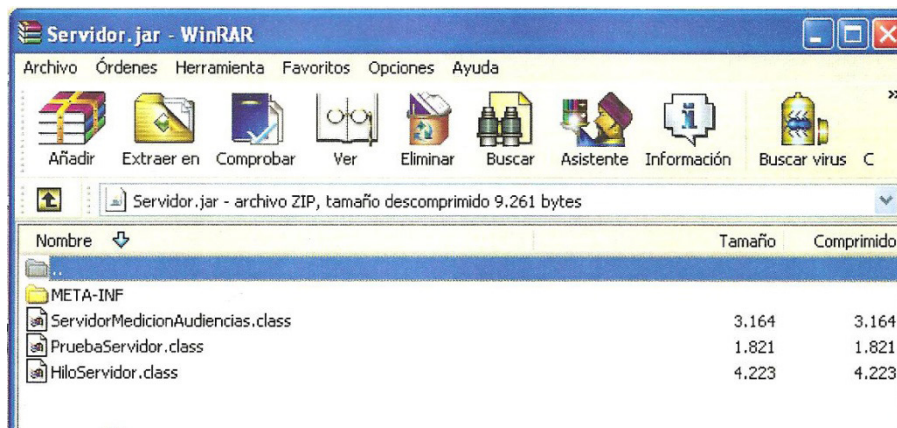 Servidor.jar - WinRAR
Archivo Órdenes Herramienta Favoritos Opciones Ayuda
Añadir Extraer en Comprobar Ver Eliminar Buscar Asistente Información Buscar virus C
»
Servidor.jar - archivo ZIP, tamaño descomprimido 9.261 bytes
Nombre Tamaño Comprimido
..
META-INF
ServidorMedicionAudiencias.class 3.164 3.164
PruebaServidor.class 1.821 1.821
HiloServidor.class 4.223 4.223